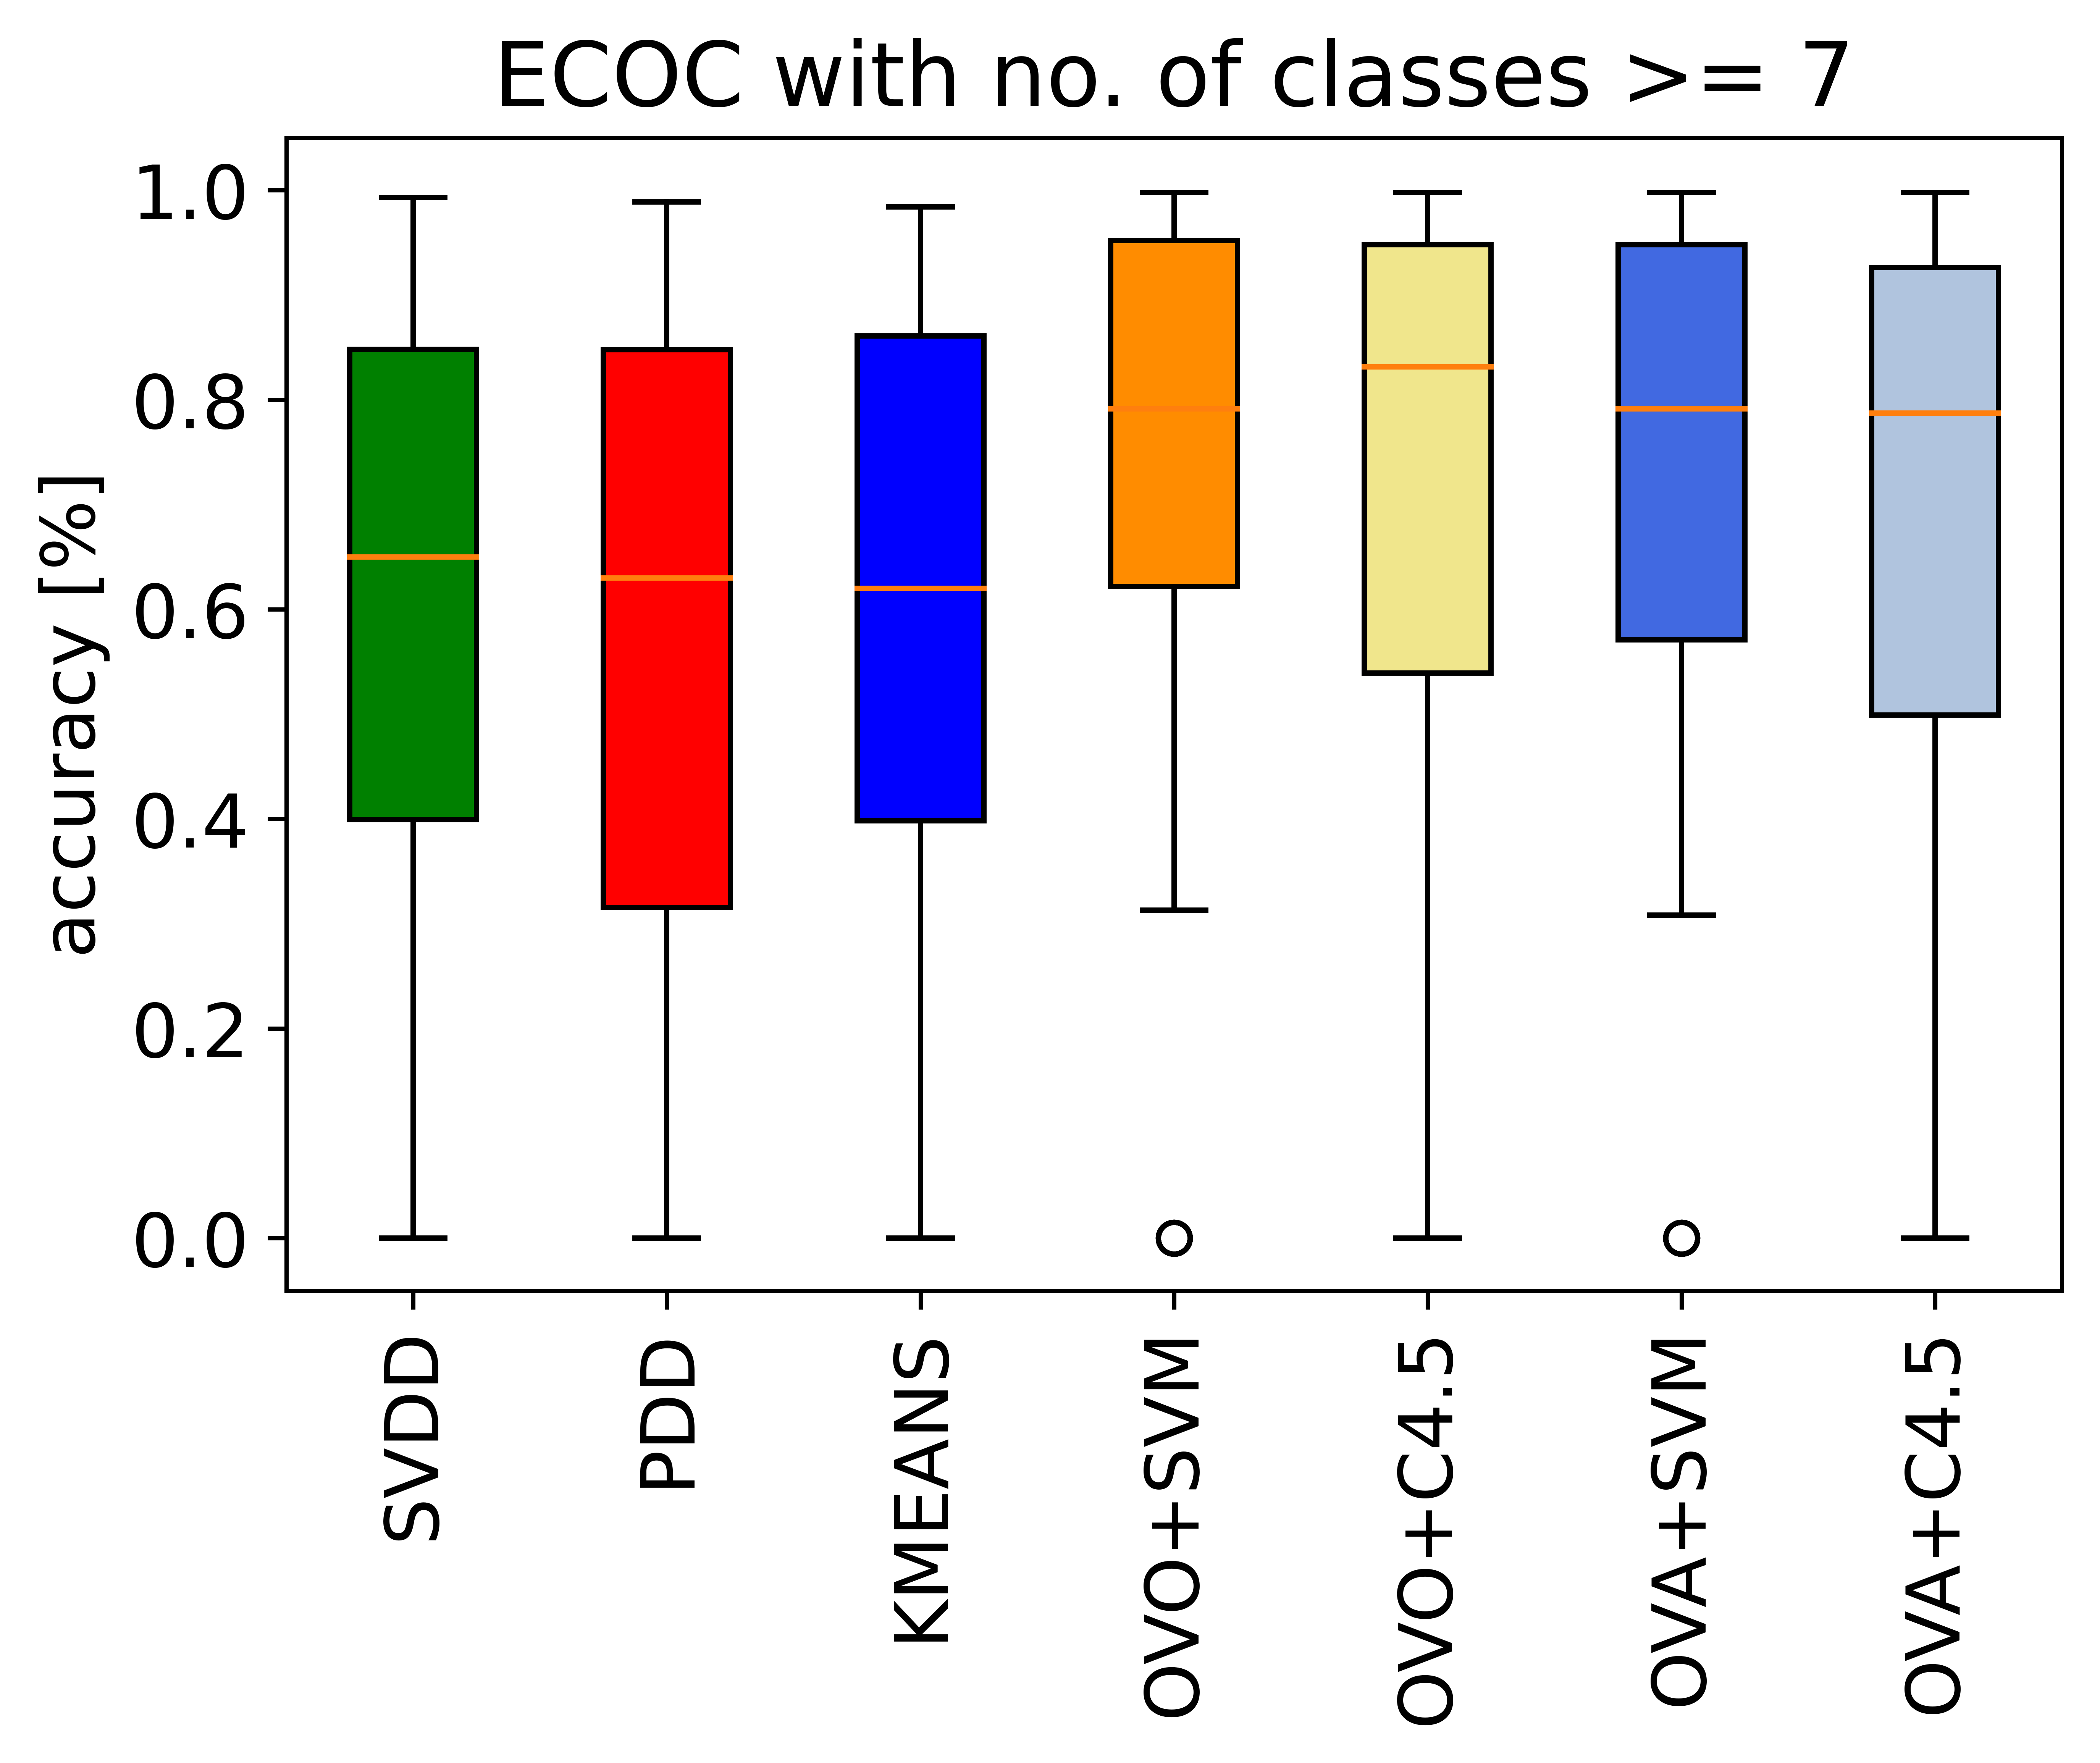 ECOC with no. of classes >= 7
accuracy [%]
1.0
0.8
0.6
0.4
0.2
0.0
SVDD
PDD
KMEANS
OVO+SVM
OVO+C4.5
OVA+SVM
OVA+C4.5